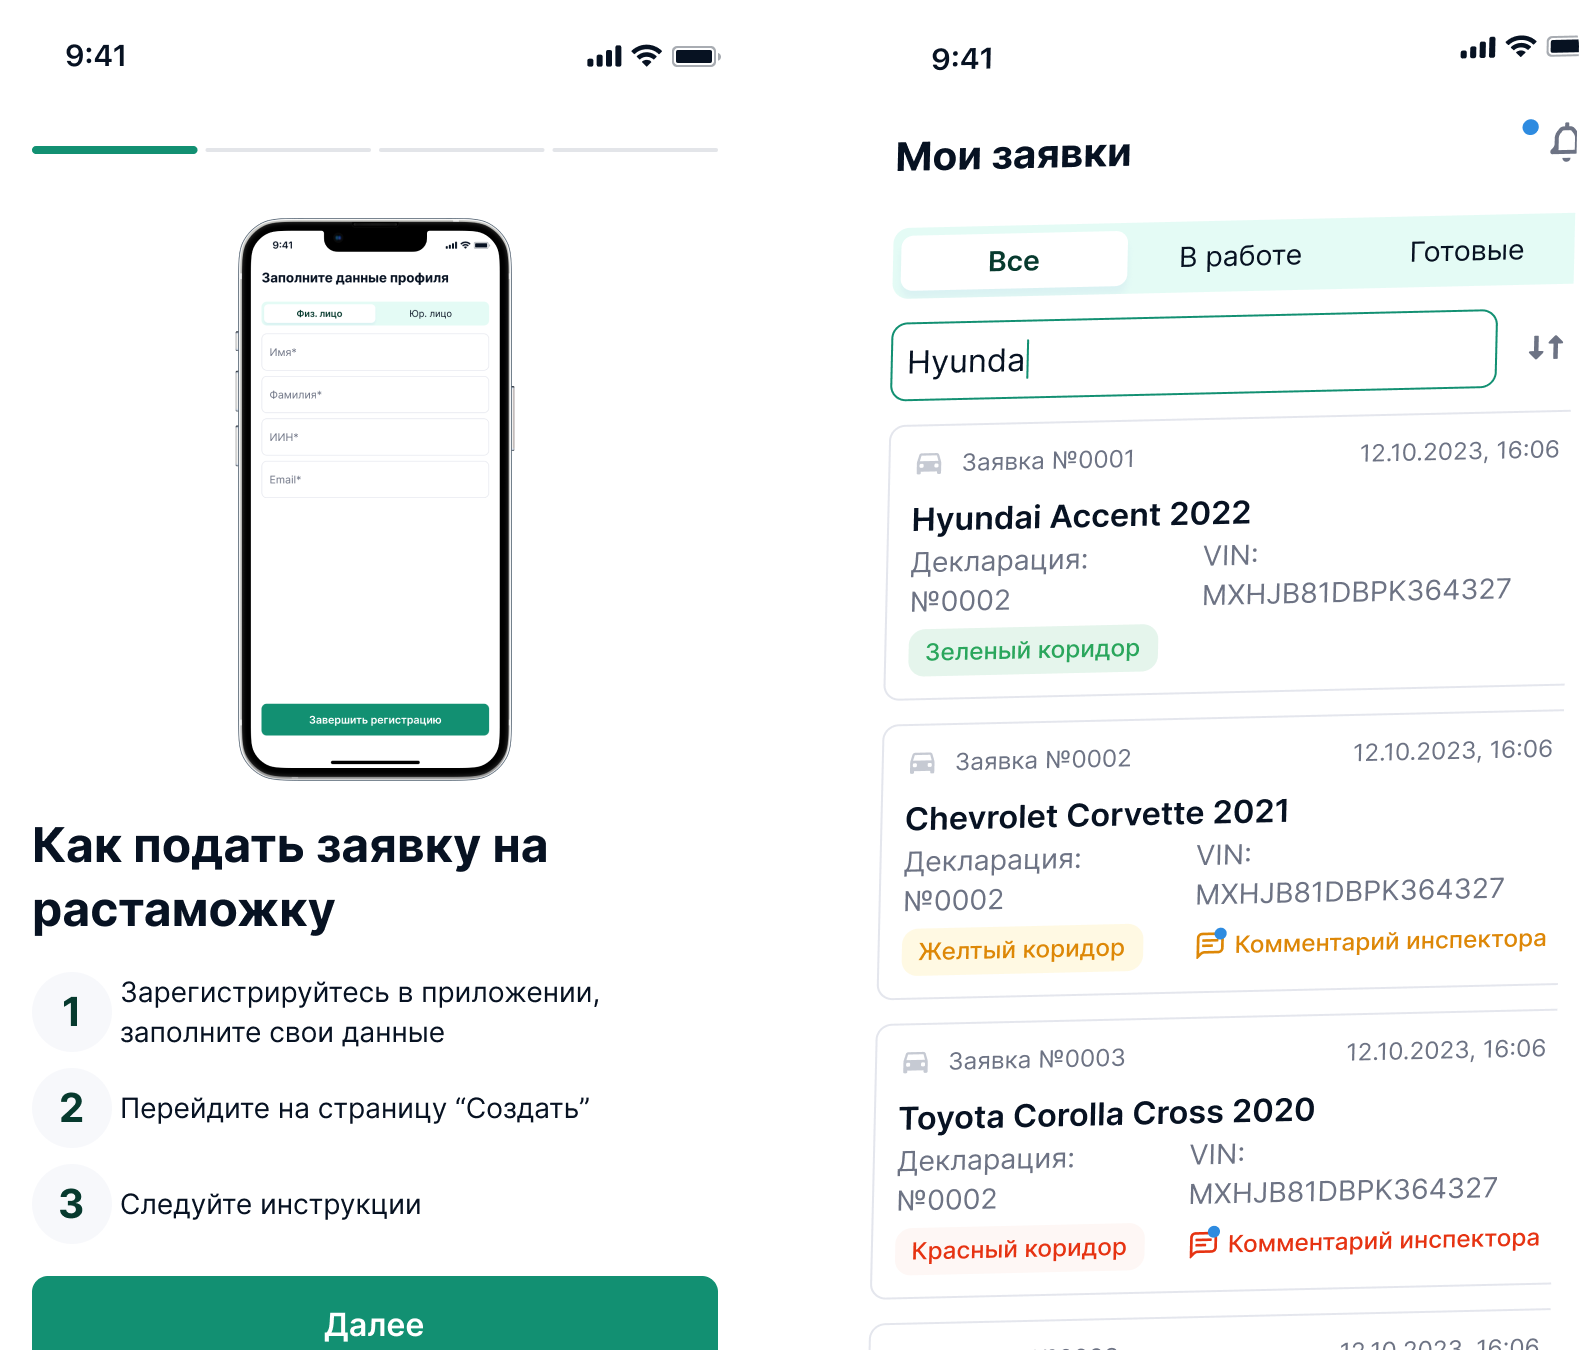 9:41
9:41
Заполните данные профиля
Физ. лицо
Юр. лицо
Имя*
Фамилия*
ИИН*
Email*
Завершить регистрацию
Как подать заявку на
растаможку
1
Зарегистрируйтесь в приложении,
заполните свои данные
2
Перейдите на страницу “Создать”
3
Следуйте инструкции
Далее
9:41
Мои заявки
Все
В работе
Готовые
Hyunda
Заявка №0001
12.10.2023, 16:06
Hyundai Accent 2022
Декларация:
№0002
VIN:
MXHJB81DBPK364327
Зеленый коридор
Заявка №0002
12.10.2023, 16:06
Chevrolet Corvette 2021
Декларация:
№0002
VIN:
MXHJB81DBPK364327
Желтый коридор
Комментарий инспектора
Заявка №0003
12.10.2023, 16:06
Toyota Corolla Cross 2020
Декларация:
№0002
VIN:
MXHJB81DBPK364327
Красный коридор
Комментарий инспектора
12.10.2023, 16:06